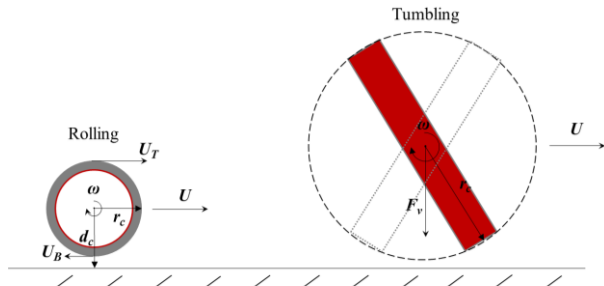 Tumbling
Rolling
U_T
ω
U
r_c
d_c
U_B
ω
U
r_c
F_v